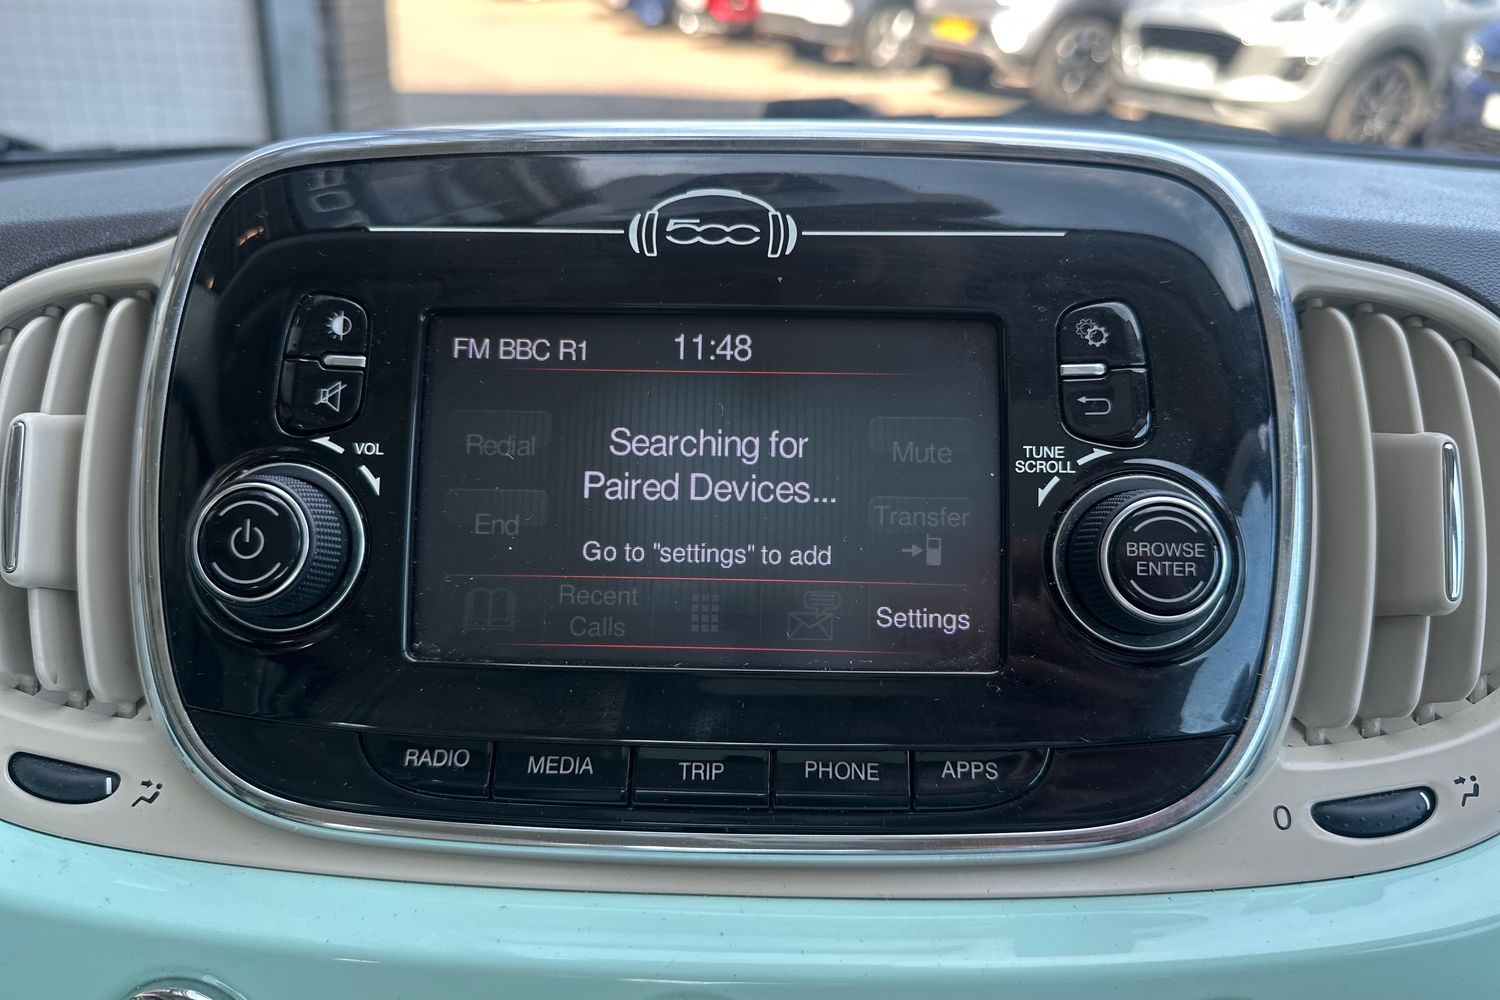 500
FM BBC R1
11:48
Redial
Searching for
Paired Devices...
Mute
End
Transfer
Go to "settings" to add
Recent
Calls
Settings
VOL
TUNE
SCROLL
BROWSE
ENTER
RADIO
MEDIA
TRIP
PHONE
APPS
0